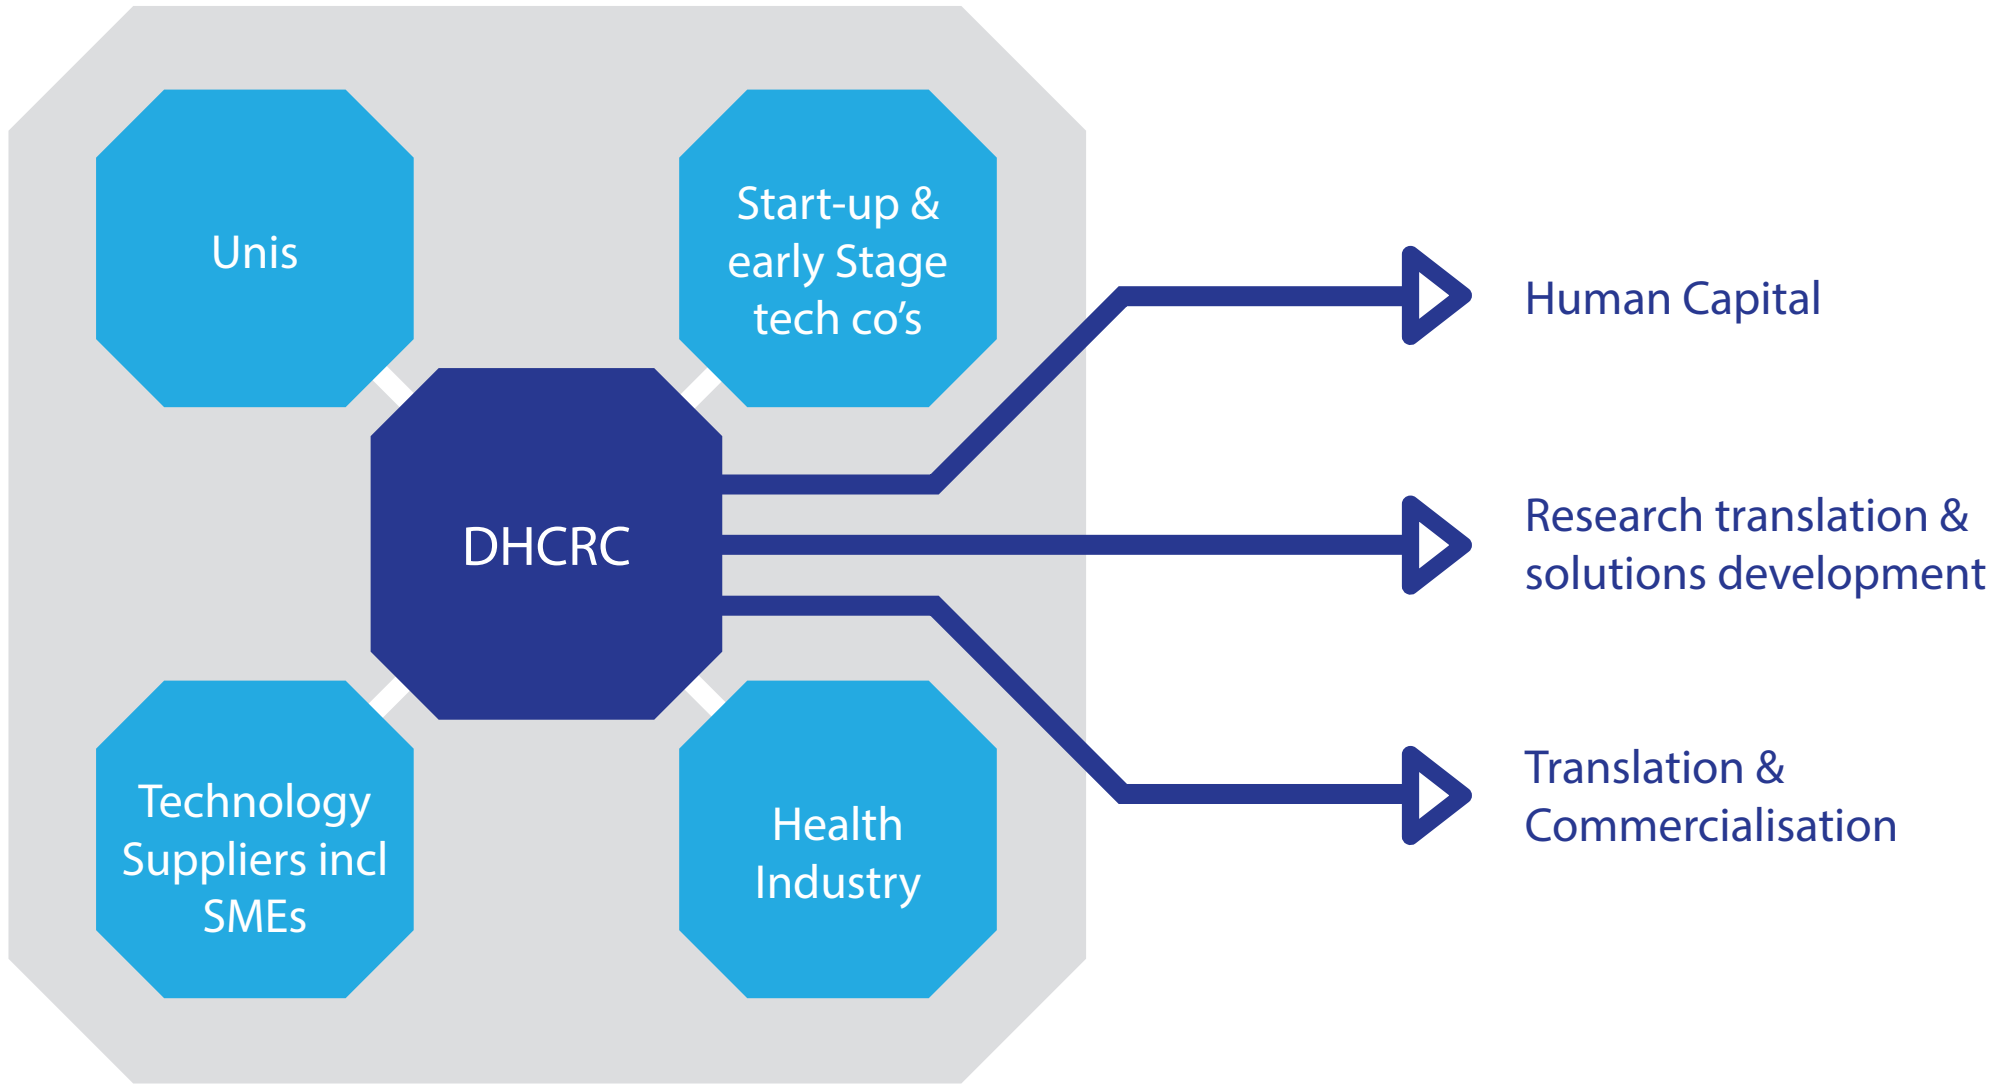 Unis
Start-up &
early Stage
tech co’s
DHCRC
Technology
Suppliers incl
SMEs
Health
Industry
Human Capital
Research translation &
solutions development
Translation &
Commercialisation